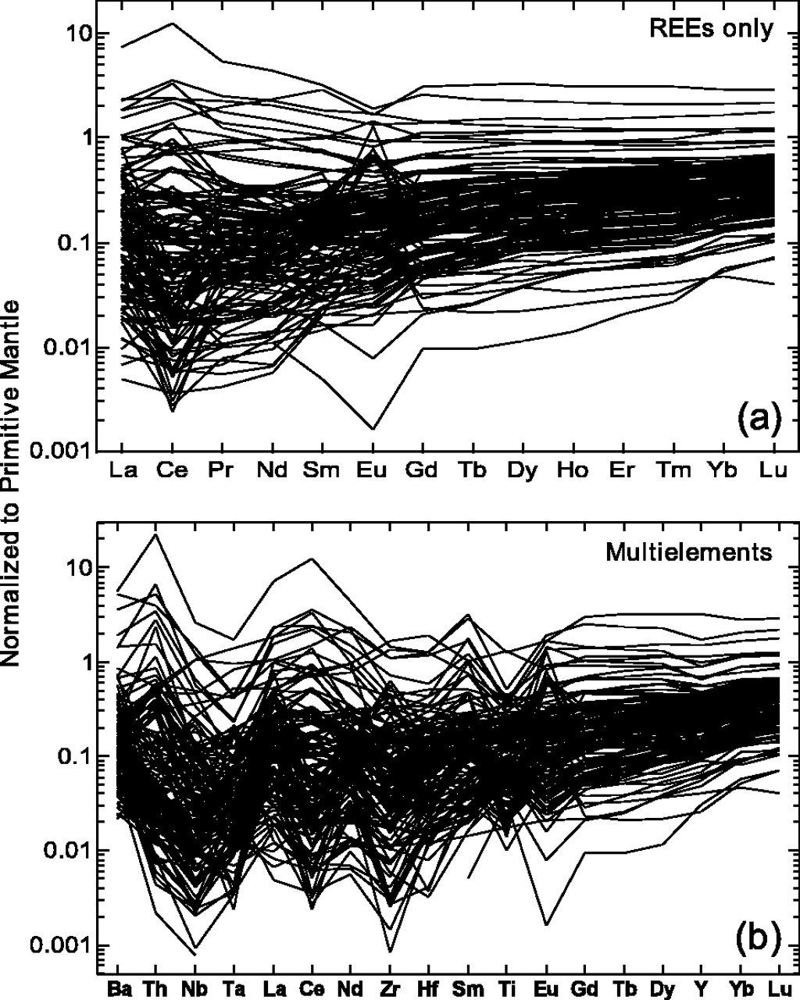 Normalized to Primitive Mantle
REEs only
10
1
0.1
0.01
0.001
(a)
La Ce Pr Nd Sm Eu Gd Tb Dy Ho Er Tm Yb Lu
Multielements
10
1
0.1
0.01
0.001
(b)
Ba Th Nb Ta La Ce Nd Zr Hf Sm Ti Eu Gd Tb Dy Y Yb Lu